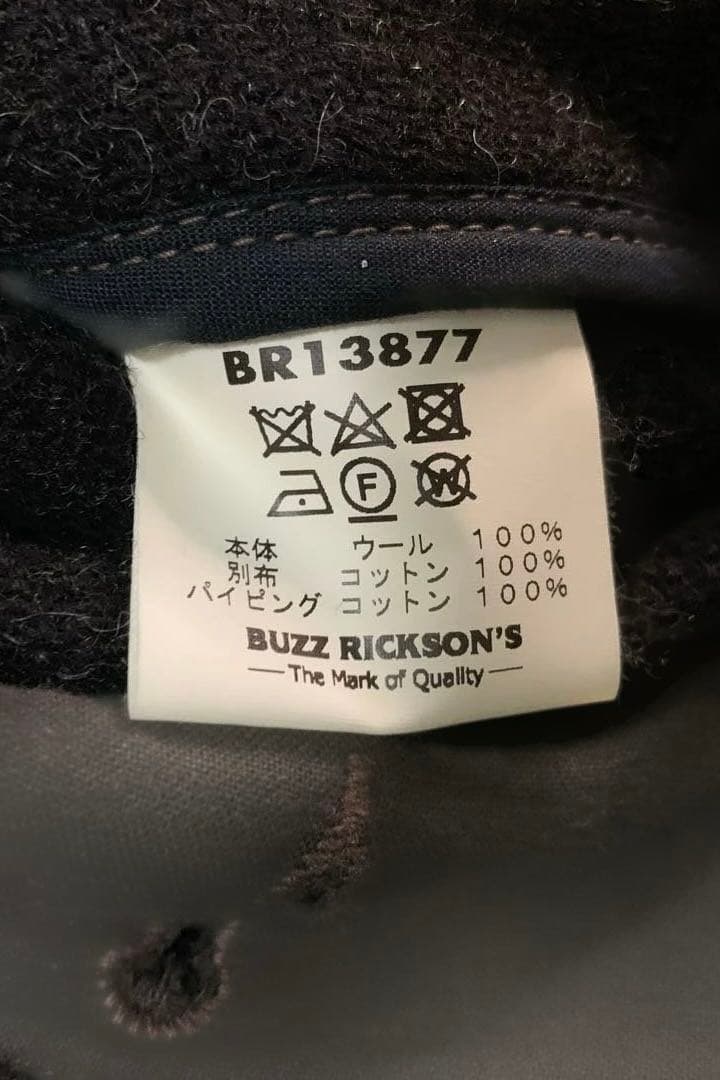 BR13877
F W
本体 ウール 100%
別布 コットン 100%
パイピング コットン 100%
BUZZ RICKSON'S
The Mark of Quality